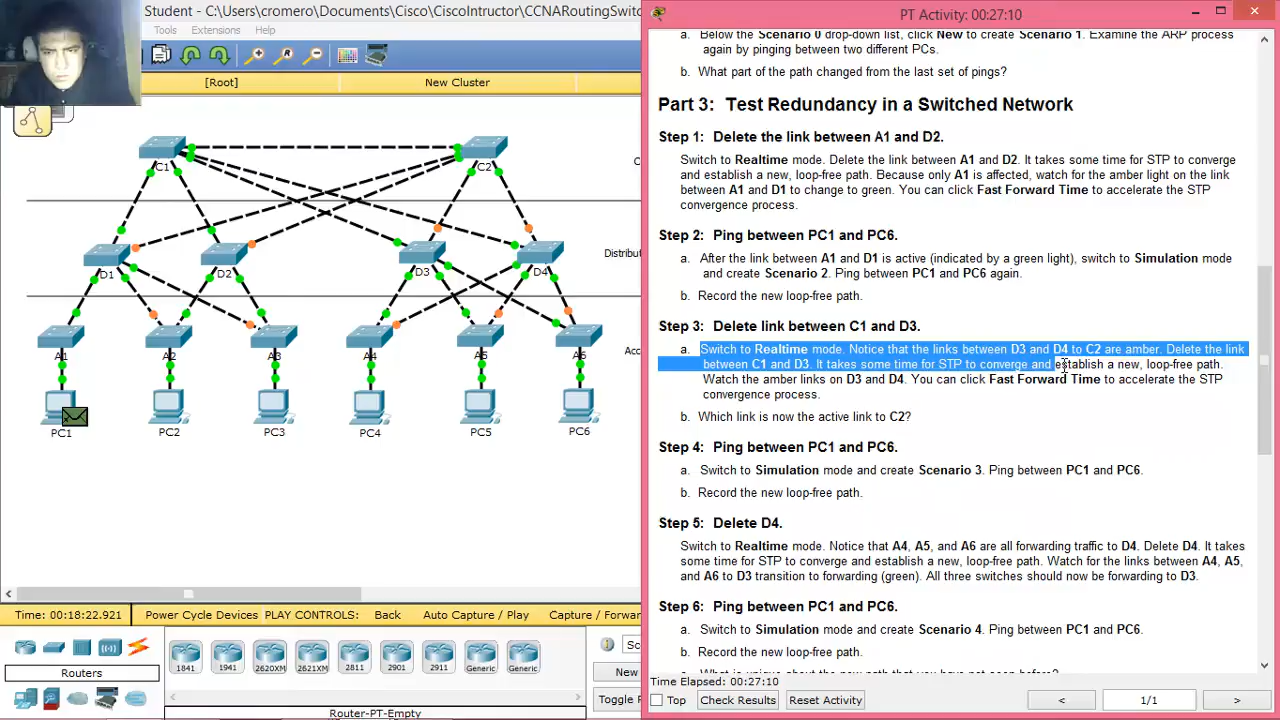 Student - C:\Users\cromero\Documents\Cisco\CiscoIntructor\CCNARoutingSwitc
Tools Extensions Help
[Root] New Cluster
C1 C2
D1 D2 D3 D4
Distributi
A1 A2 A3 A4 A5 A6
PC1 PC2 PC3 PC4 PC5 PC6
Time: 00:18:22.921 Power Cycle Devices PLAY CONTROLS: Back Auto Capture / Play Capture / Forwar
1841 1941 2620XM 2621XM 2811 2901 2911 Generic Generic
Routers
New
Toggle
Router-PT-Empty
PT Activity: 00:27:10
a. Below the Scenario 0 drop-down list, click New to create Scenario 1. Examine the ARP process
again by pinging between two different PCs.
b. What part of the path changed from the last set of pings?
Part 3: Test Redundancy in a Switched Network
Step 1: Delete the link between A1 and D2.
Switch to Realtime mode. Delete the link between A1 and D2. It takes some time for STP to converge
and establish a new, loop-free path. Because only A1 is affected, watch for the amber light on the link
between A1 and D1 to change to green. You can click Fast Forward Time to accelerate the STP
convergence process.
Step 2: Ping between PC1 and PC6.
a. After the link between A1 and D1 is active (indicated by a green light), switch to Simulation mode
and create Scenario 2. Ping between PC1 and PC6 again.
b. Record the new loop-free path.
Step 3: Delete link between C1 and D3.
a. Switch to Realtime mode. Notice that the links between D3 and D4 to C2 are amber. Delete the link
between C1 and D3. It takes some time for STP to converge and establish a new, loop-free path.
Watch the amber links on D3 and D4. You can click Fast Forward Time to accelerate the STP
convergence process.
b. Which link is now the active link to C2?
Step 4: Ping between PC1 and PC6.
a. Switch to Simulation mode and create Scenario 3. Ping between PC1 and PC6.
b. Record the new loop-free path.
Step 5: Delete D4.
Switch to Realtime mode. Notice that A4, A5, and A6 are all forwarding traffic to D4. Delete D4. It takes
some time for STP to converge and establish a new, loop-free path. Watch for the links between A4, A5,
and A6 to D3 transition to forwarding (green). All three switches should now be forwarding to D3.
Step 6: Ping between PC1 and PC6.
a. Switch to Simulation mode and create Scenario 4. Ping between PC1 and PC6.
b. Record the new loop-free path.
Time Elapsed: 00:27:10
Top Check Results Reset Activity < 1/1 >